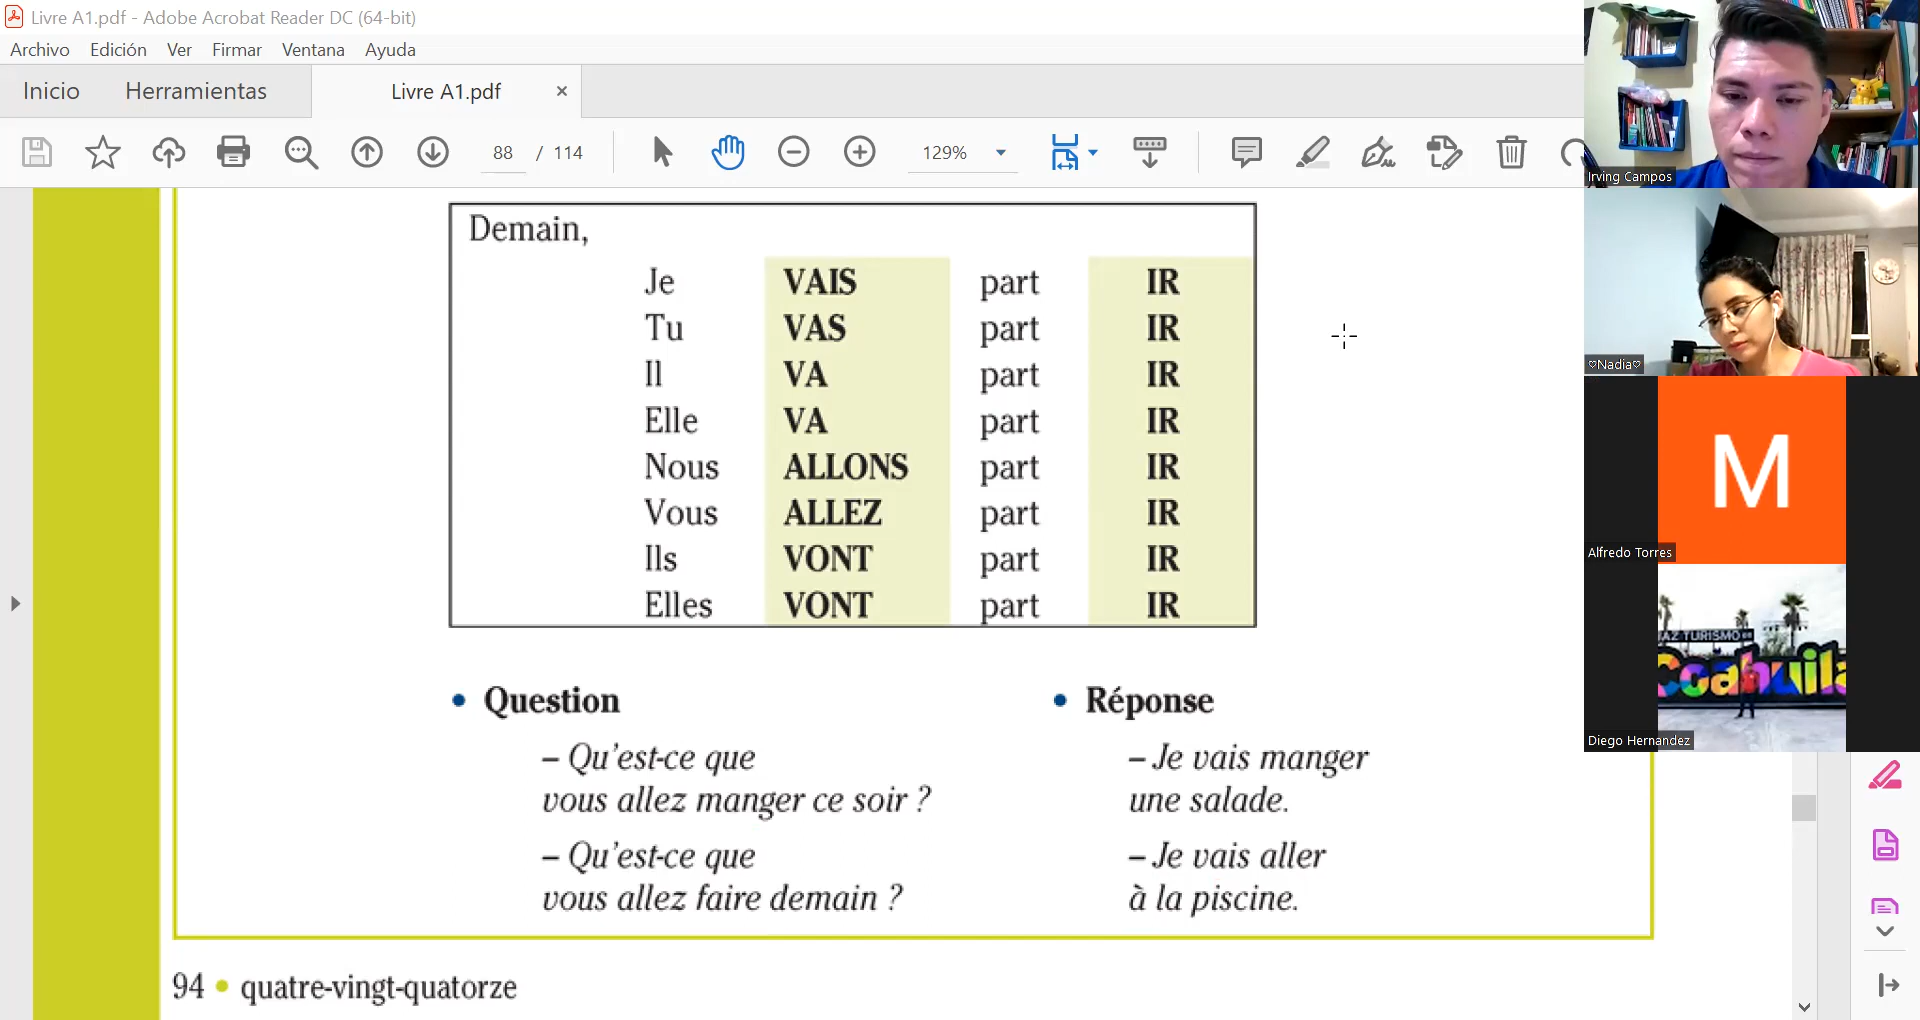 Livre A1.pdf - Adobe Acrobat Reader DC (64-bit)
Archivo Edición Ver Firmar Ventana Ayuda
Inicio Herramientas Livre A1.pdf ×
88 / 114 129%
Demain,
Je VAIS part IR
Tu VAS part IR
Il VA part IR
Elle VA part IR
Nous ALLONS part IR
Vous ALLEZ part IR
Ils VONT part IR
Elles VONT part IR
• Question
– Qu'est-ce que
vous allez manger ce soir ?
– Qu'est-ce que
vous allez faire demain ?
• Réponse
– Je vais manger
une salade.
– Je vais aller
à la piscine.
94 • quatre-vingt-quatorze
Irving Campos
♡Nadia♡
M
Alfredo Torres
AZ TURISMO
Coahuila
Diego Hernandez